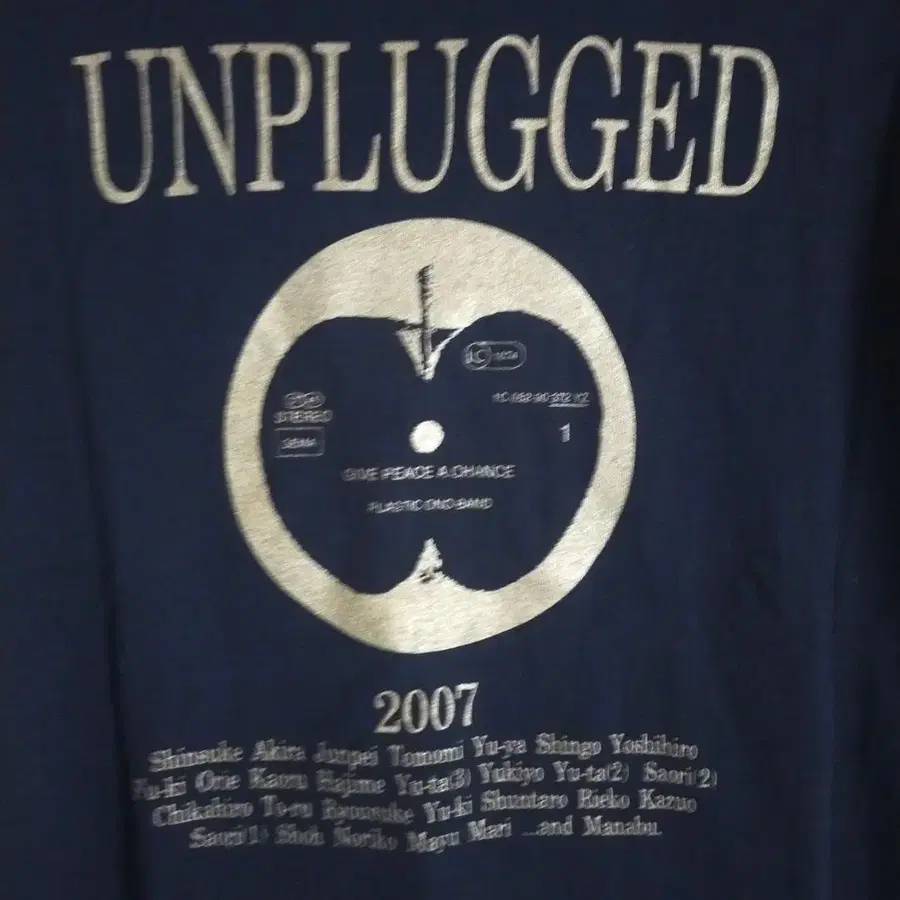 UNPLUGGED
STEREO
1
GIVE PEACE A CHANCE
PLASTIC ONO BAND
2007
Shinsuke Akira Junpei Tomomi Yu-ya Shingo Yoshihiro
Fu-ki Orie Kaoru Hajime Yu-ta(3) Yukiyo Yu-ta(2) Saori(2)
Chikahiro To-ru Ryousuke Yu-ki Shuntaro Rieko Kazuo
Saori(1) Shoh Noriko Mayu Mari ...and Manabu